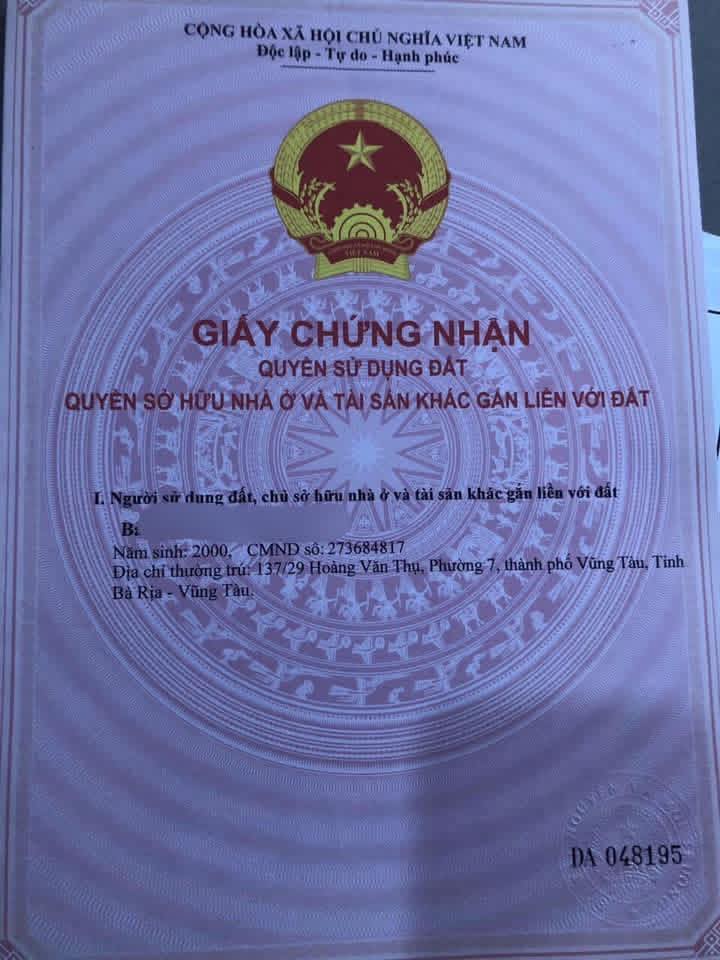 CỘNG HÒA XÃ HỘI CHỦ NGHĨA VIỆT NAM
Độc lập - Tự do - Hạnh phúc
VIỆT NAM
GIẤY CHỨNG NHẬN
QUYỀN SỬ DỤNG ĐẤT
QUYỀN SỞ HỮU NHÀ Ở VÀ TÀI SẢN KHÁC GẮN LIỀN VỚI ĐẤT
I. Người sử dụng đất, chủ sở hữu nhà ở và tài sản khác gắn liền với đất
Năm sinh: 2000, CMND số: 273684817
Địa chỉ thường trú: 137/29 Hoàng Văn Thụ, Phường 7, thành phố Vũng Tàu, Tỉnh
Bà Rịa - Vũng Tàu.
DA 048195